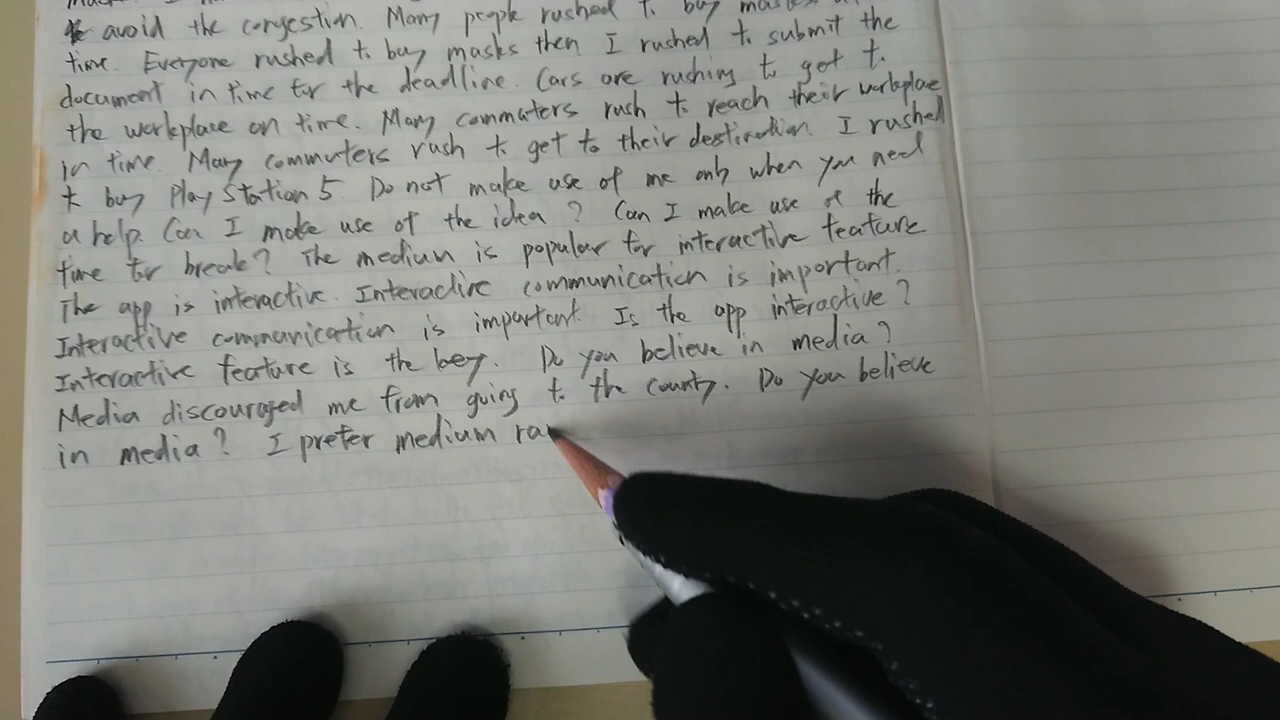 avoid the congestion. Many people rushed to buy masks
time. Everyone rushed to buy masks then I rushed to submit the
document in time for the deadline. Cars are rushing to get t.
the workplace on time. Many commuters rush to reach their workplace
in time. Many commuters rush to get to their destination. I rushed
to buy PlayStation 5. Do not make use of me only when you need
a help. Can I make use of the idea? Can I make use of the
time for break? The medium is popular for interactive feature
The app is interactive. Interactive communication is important.
Interactive communication is important. Is the app interactive?
Interactive feature is the key. Do you believe in media?
Media discouraged me from going to the county. Do you believe
in media? I prefer medium ra